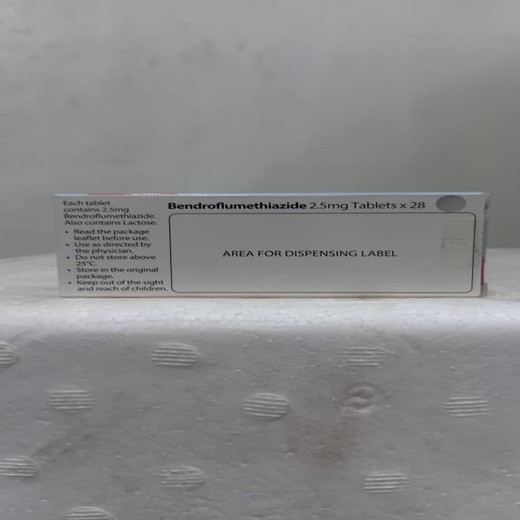 Each tablet
contains 2.5mg
Bendroflumethiazide.
Also contains Lactose.
• Read the package
leaflet before use.
• Use as directed by
the physician.
• Do not store above
25°C.
• Store in the original
package.
• Keep out of the sight
and reach of children.
Bendroflumethiazide 2.5mg Tablets x 28
AREA FOR DISPENSING LABEL